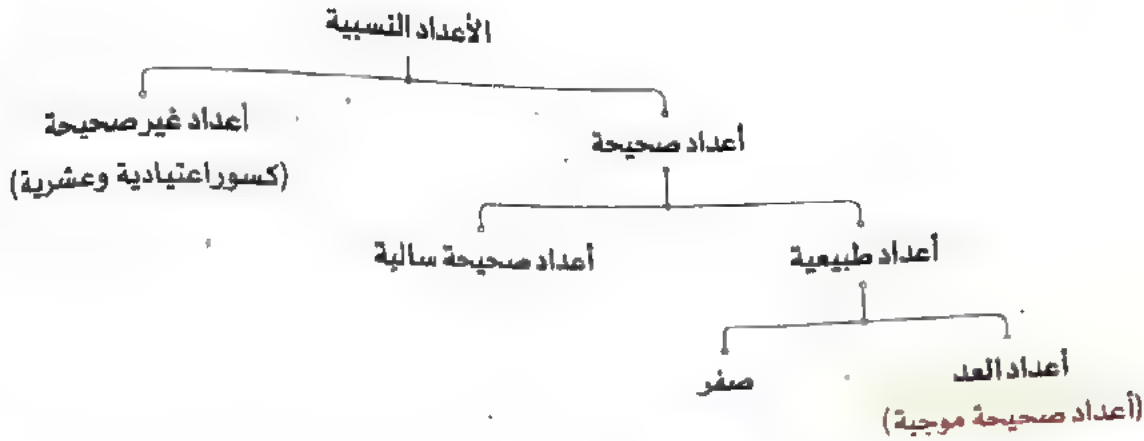 الأعداد النسبية
أعداد صحيحة
أعداد غير صحيحة
(كسور اعتيادية وعشرية)
أعداد طبيعية
أعداد صحيحة سالبة
أعداد العد
(أعداد صحيحة موجبة)
صفر